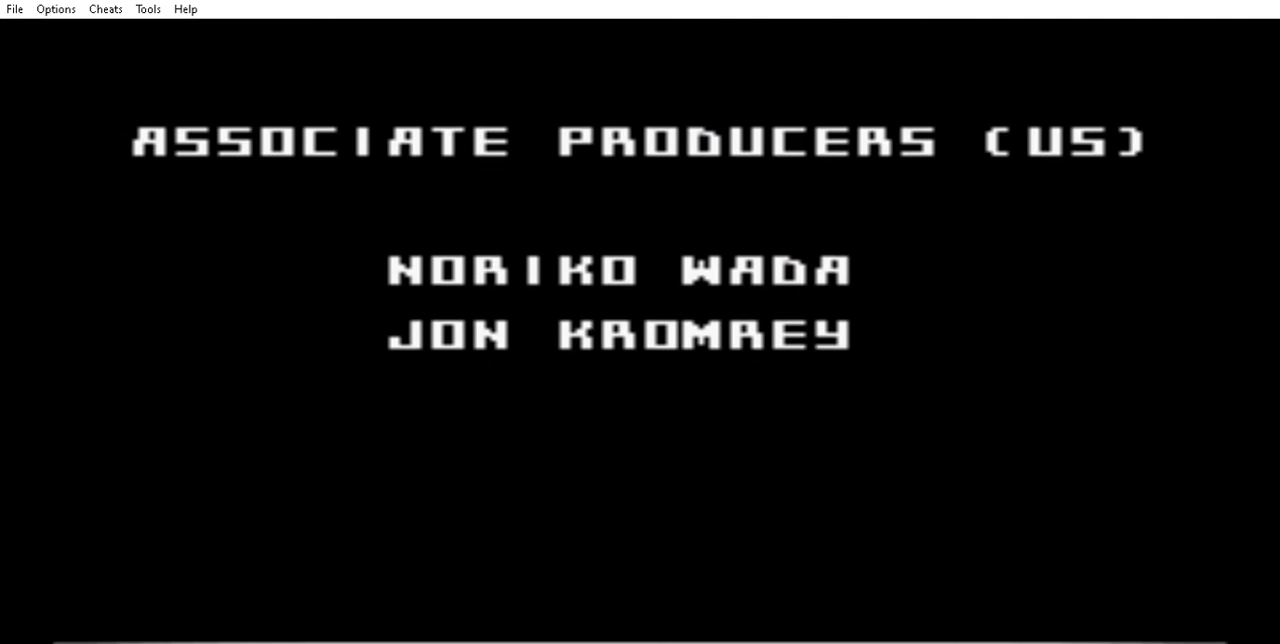 File Options Cheats Tools Help
ASSOCIATE PRODUCERS (US)
NORIKO WADA
JON KROMREY